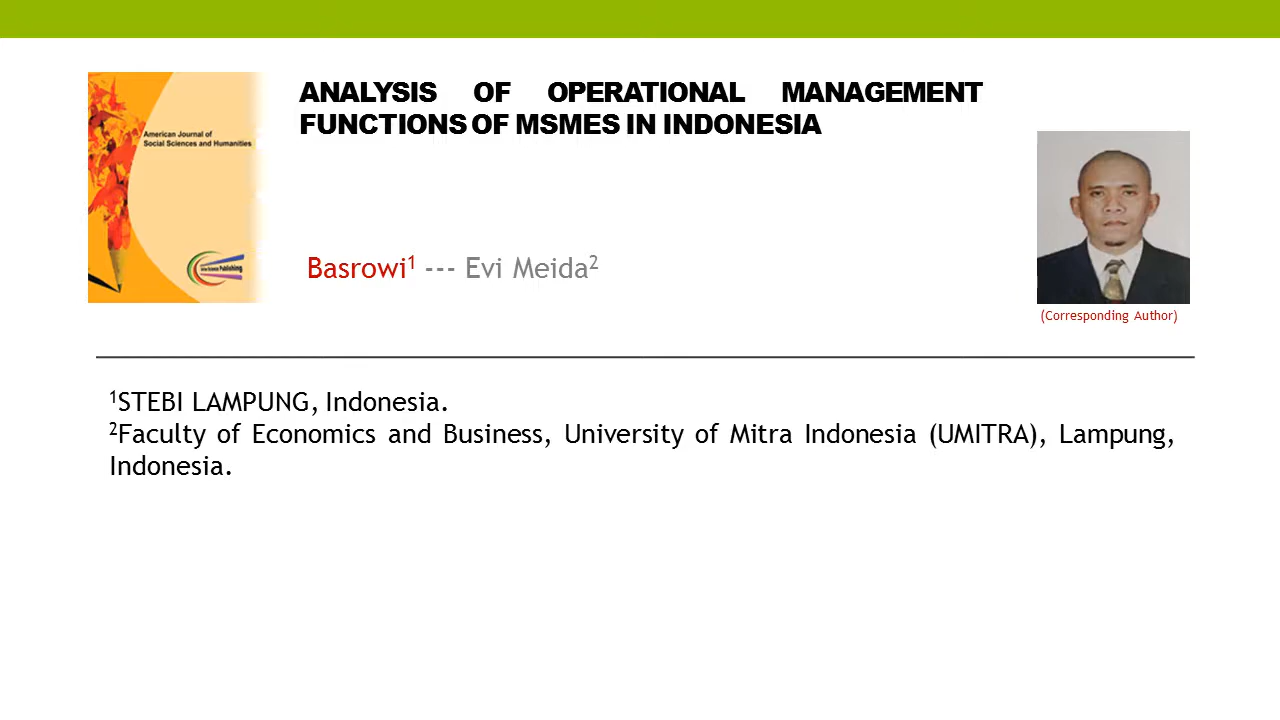 American Journal of
Social Sciences and Humanities
ANALYSIS OF OPERATIONAL MANAGEMENT
FUNCTIONS OF MSMES IN INDONESIA
Basrowi¹ --- Evi Meida²
(Corresponding Author)
¹STEBI LAMPUNG, Indonesia.
²Faculty of Economics and Business, University of Mitra Indonesia (UMITRA), Lampung,
Indonesia.